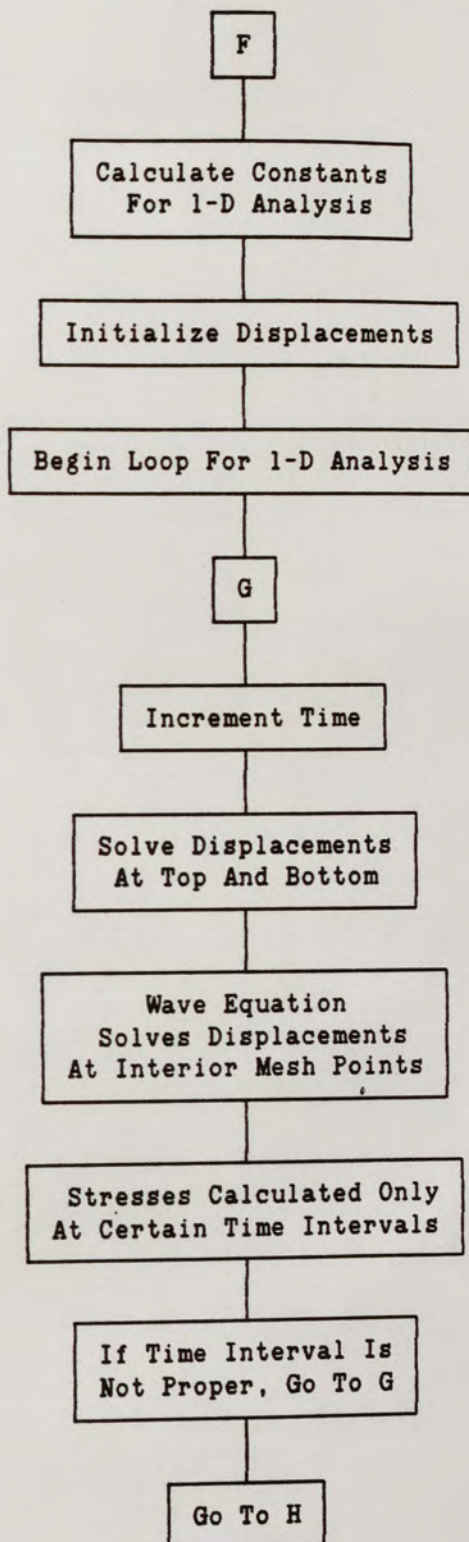 F
Calculate Constants
For 1-D Analysis
Initialize Displacements
Begin Loop For 1-D Analysis
G
Increment Time
Solve Displacements
At Top And Bottom
Wave Equation
Solves Displacements
At Interior Mesh Points
Stresses Calculated Only
At Certain Time Intervals
If Time Interval Is
Not Proper, Go To G
Go To H